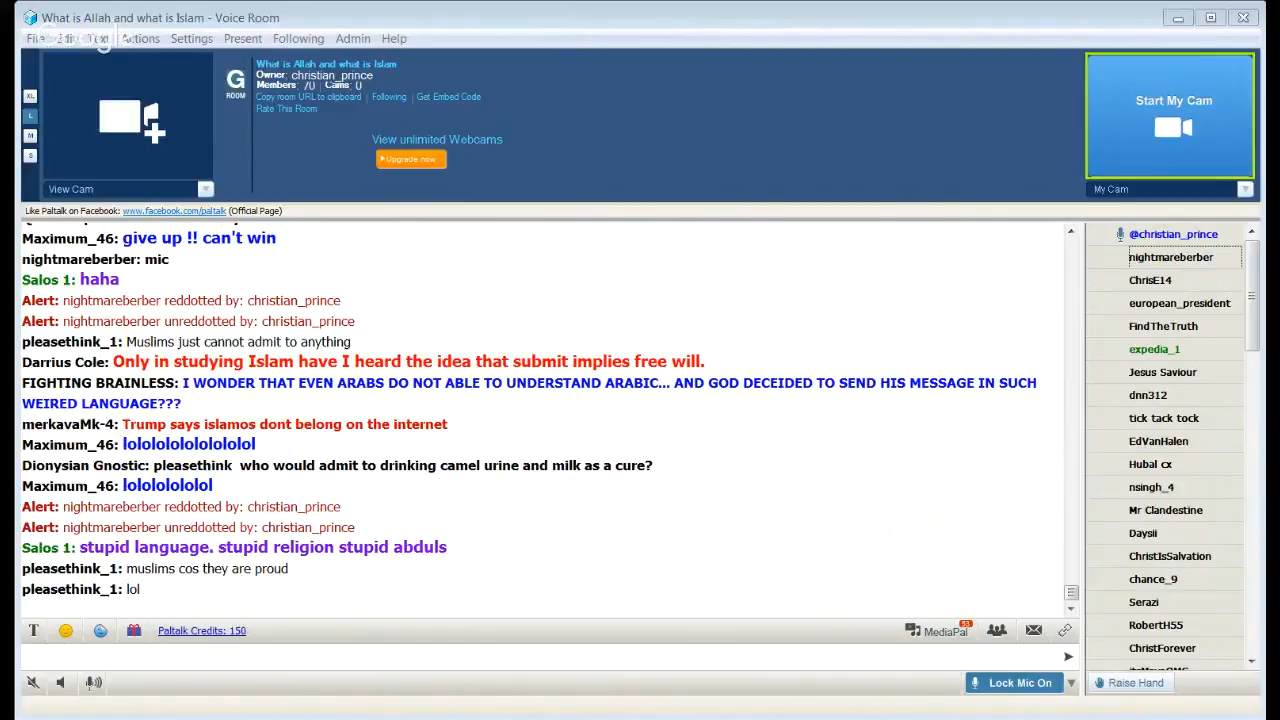 What is Allah and what is Islam - Voice Room
File Edit Text Actions Settings Present Following Admin Help
What is Allah and what is Islam
G
ROOM
Owner: christian_prince
Members: 70 Cams: 0
Copy room URL to clipboard | Following | Get Embed Code
Rate This Room
View unlimited Webcams
Upgrade now
Start My Cam
XL
L
M
S
View Cam
My Cam
Like Paltalk on Facebook: www.facebook.com/paltalk (Official Page)
Maximum_46: give up !! can't win
nightmareberber: mic
Salos 1: haha
Alert: nightmareberber reddotted by: christian_prince
Alert: nightmareberber unreddotted by: christian_prince
pleasethink_1: Muslims just cannot admit to anything
Darrius Cole: Only in studying Islam have I heard the idea that submit implies free will.
FIGHTING BRAINLESS: I WONDER THAT EVEN ARABS DO NOT ABLE TO UNDERSTAND ARABIC... AND GOD DECEIDED TO SEND HIS MESSAGE IN SUCH
WEIRED LANGUAGE???
merkavaMk-4: Trump says islamos dont belong on the internet
Maximum_46: lololololololololol
Dionysian Gnostic: pleasethink who would admit to drinking camel urine and milk as a cure?
Maximum_46: lolololololol
Alert: nightmareberber reddotted by: christian_prince
Alert: nightmareberber unreddotted by: christian_prince
Salos 1: stupid language. stupid religion stupid abduls
pleasethink_1: muslims cos they are proud
pleasethink_1: lol
@christian_prince
nightmareberber
ChrisE14
european_president
FindTheTruth
expedia_1
Jesus Saviour
dnn312
tick tack tock
EdVanHalen
Hubal cx
nsingh_4
Mr Clandestine
Daysii
ChristIsSalvation
chance_9
Serazi
RobertH55
ChristForever
T
Paltalk Credits: 150
MediaPal
53
Lock Mic On
Raise Hand